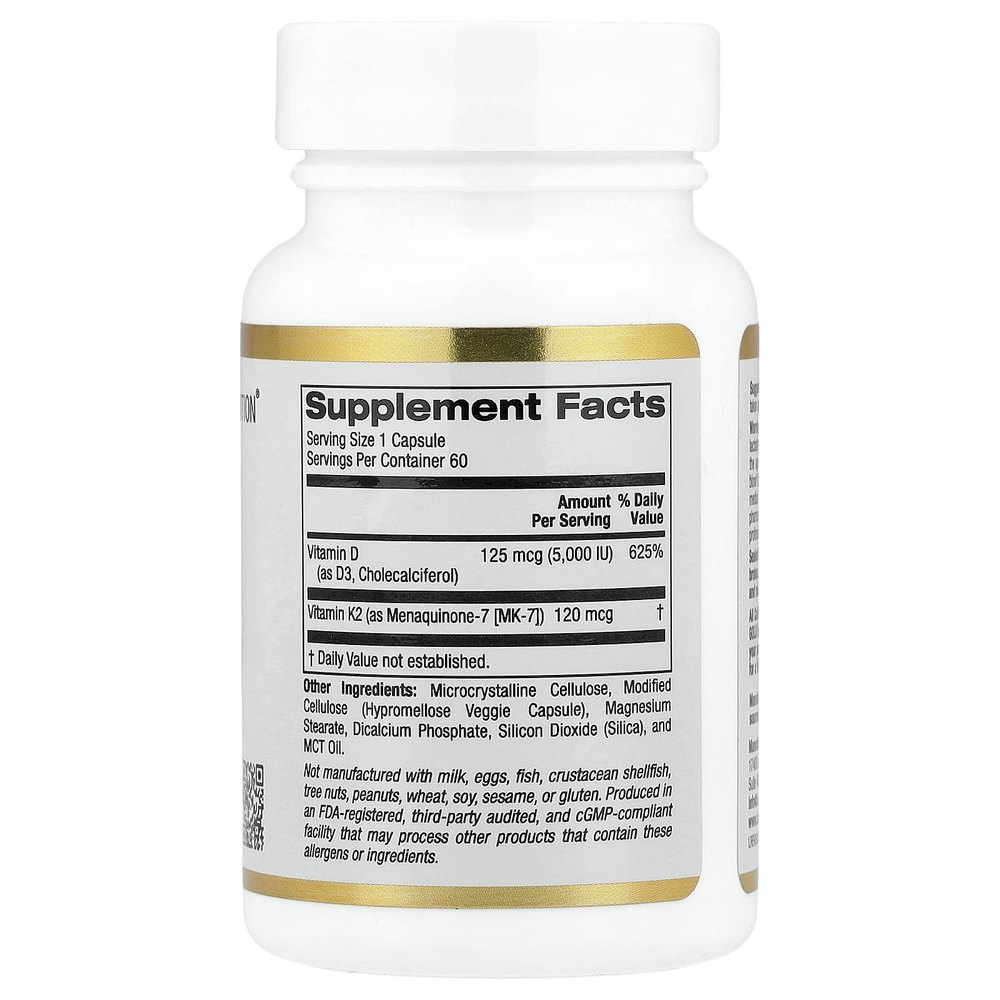 Supplement Facts
Serving Size 1 Capsule
Servings Per Container 60
Amount % Daily
Per Serving Value
Vitamin D 125 mcg (5,000 IU) 625%
(as D3, Cholecalciferol)
Vitamin K2 (as Menaquinone-7 [MK-7]) 120 mcg †
† Daily Value not established.
Other Ingredients: Microcrystalline Cellulose, Modified
Cellulose (Hypromellose Veggie Capsule), Magnesium
Stearate, Dicalcium Phosphate, Silicon Dioxide (Silica), and
MCT Oil.
Not manufactured with milk, eggs, fish, crustacean shellfish,
tree nuts, peanuts, wheat, soy, sesame, or gluten. Produced in
an FDA-registered, third-party audited, and cGMP-compliant
facility that may process other products that contain these
allergens or ingredients.